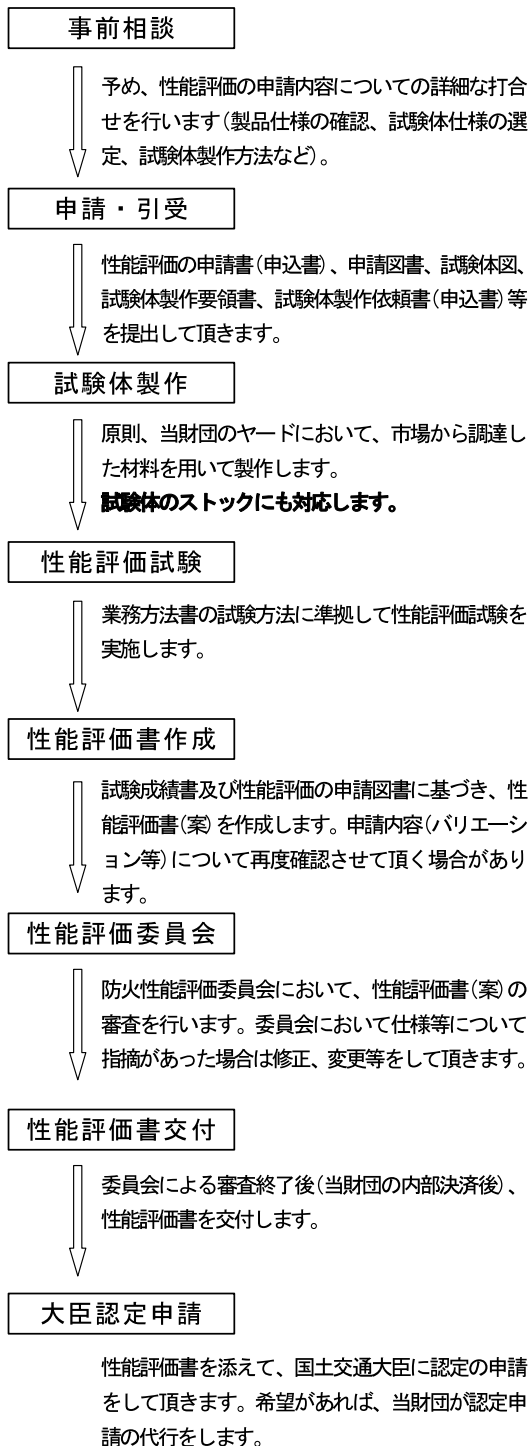 事前相談
予め、性能評価の申請内容についての詳細な打合
せを行います(製品仕様の確認、試験体仕様の選
定、試験体製作方法など)。
申請・引受
性能評価の申請書(申込書)、申請図書、試験体図、
試験体製作要領書、試験体製作依頼書(申込書)等
を提出して頂きます。
試験体製作
原則、当財団のヤードにおいて、市場から調達し
た材料を用いて製作します。
試験体のストックにも対応します。
性能評価試験
業務方法書の試験方法に準拠して性能評価試験を
実施します。
性能評価書作成
試験成績書及び性能評価の申請図書に基づき、性
能評価書(案)を作成します。申請内容(バリエーシ
ョン等)について再度確認させて頂く場合があり
ます。
性能評価委員会
防火性能評価委員会において、性能評価書(案)の
審査を行います。委員会において仕様等について
指摘があった場合は修正、変更等をして頂きます。
性能評価書交付
委員会による審査終了後(当財団の内部決済後)、
性能評価書を交付します。
大臣認定申請
性能評価書を添えて、国土交通大臣に認定の申請
をして頂きます。希望があれば、当財団が認定申
請の代行をします。